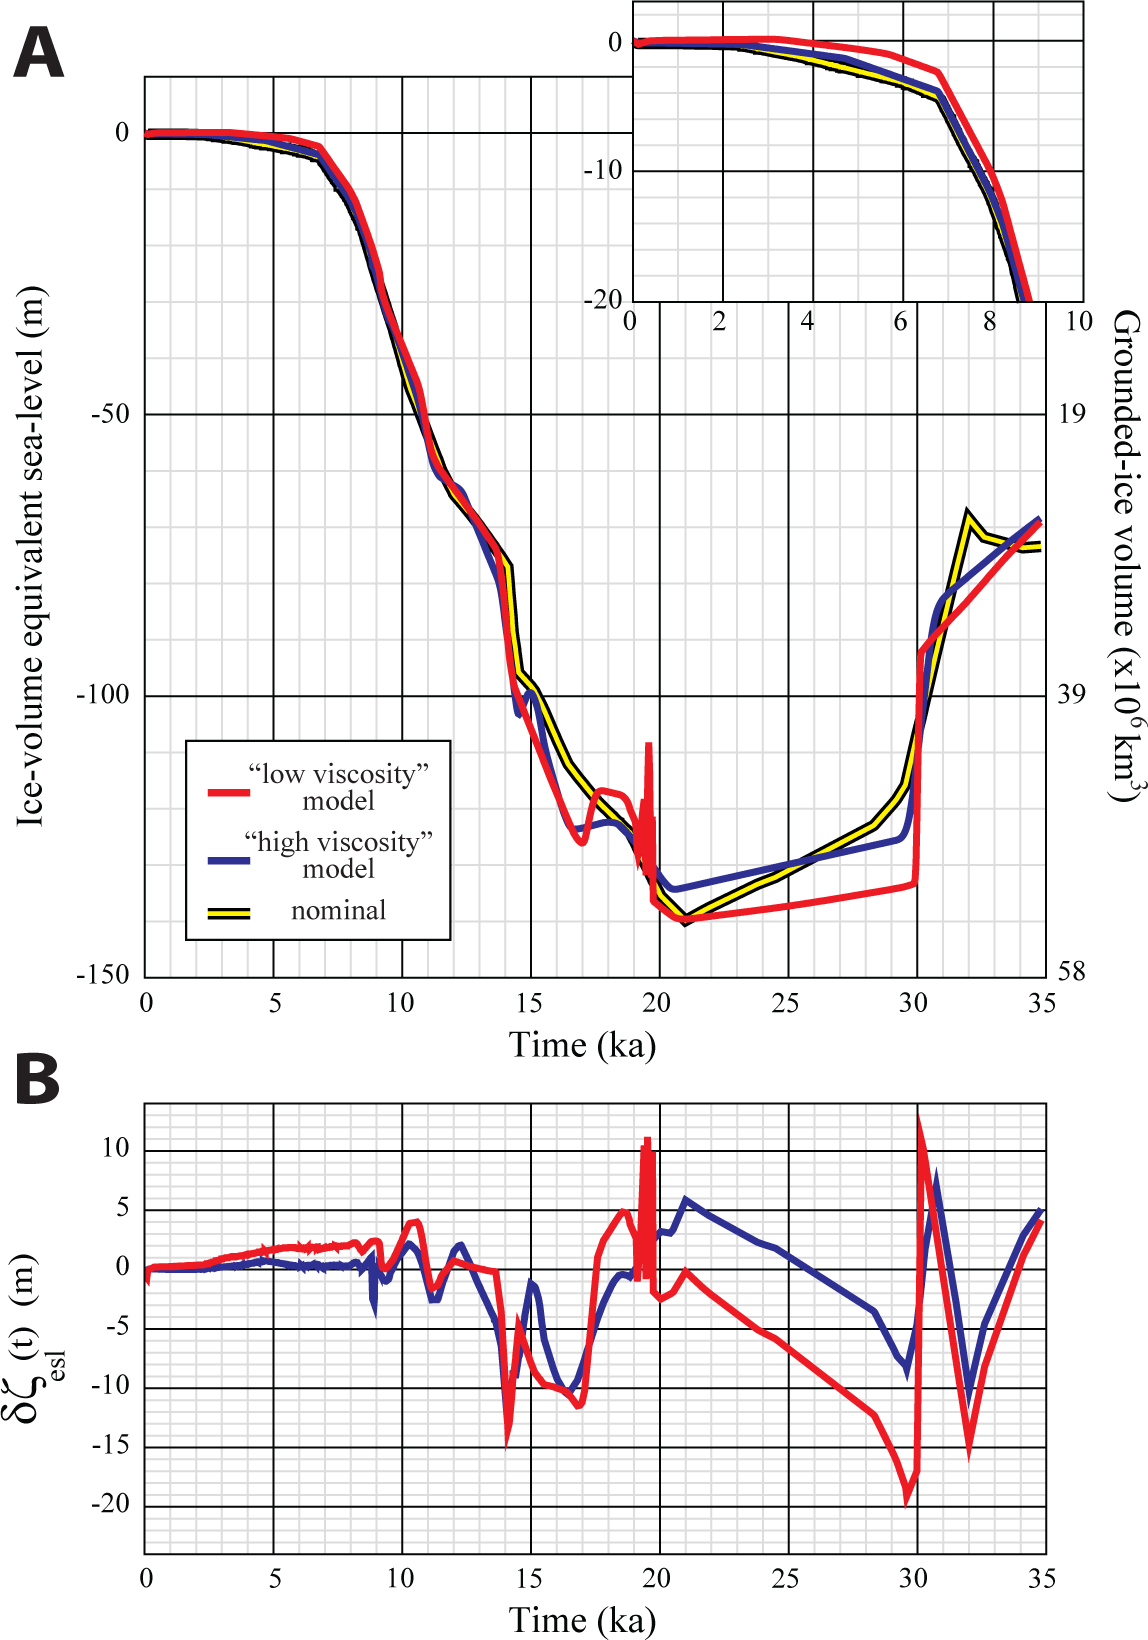 A
0
-10
-20
0 2 4 6 8 10
0
-50
-100
-150
Ice-volume equivalent sea-level (m)
19
39
58
Grounded-ice volume (x10⁶ km³)
“low viscosity”
model
“high viscosity”
model
nominal
0 5 10 15 20 25 30 35
Time (ka)
B
10
5
0
-5
-10
-15
-20
δζesl(t) (m)
0 5 10 15 20 25 30 35
Time (ka)